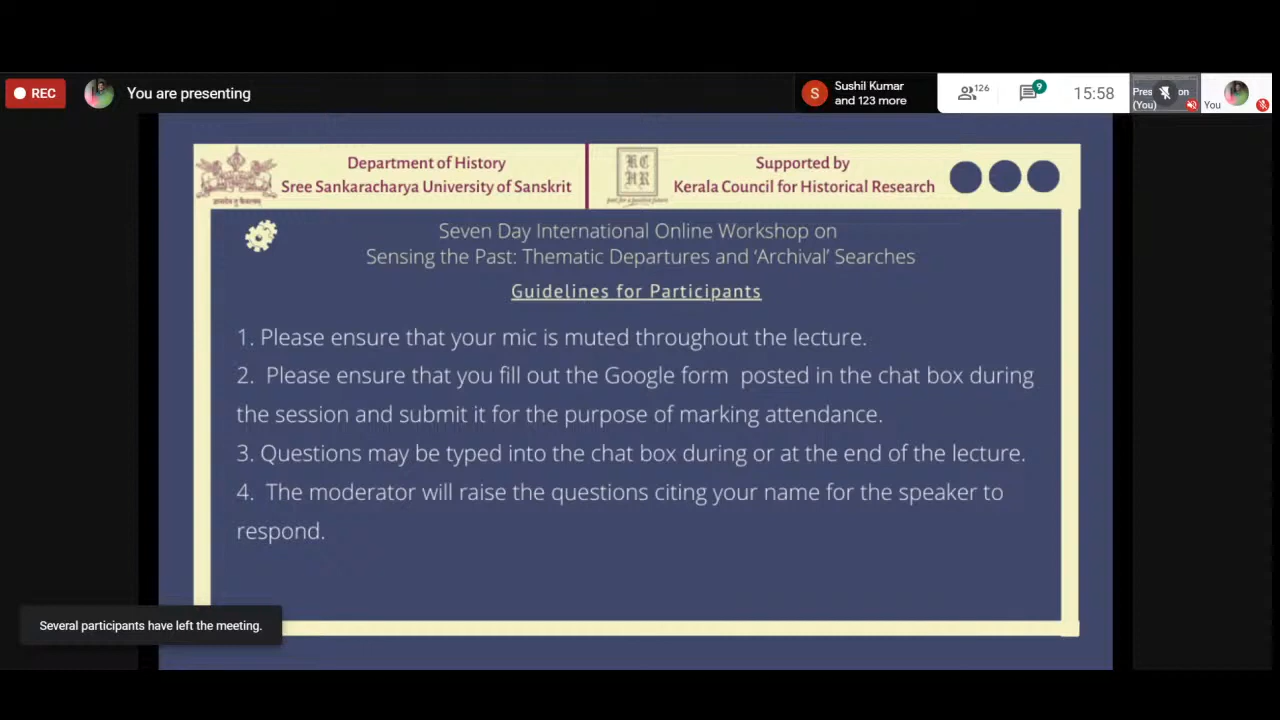 REC
You are presenting
S
Sushil Kumar
and 123 more
126
9
15:58
Pres on
(You)
You
Department of History
Sree Sankaracharya University of Sanskrit
KC
HR
Supported by
Kerala Council for Historical Research
Seven Day International Online Workshop on
Sensing the Past: Thematic Departures and ‘Archival’ Searches
Guidelines for Participants
1. Please ensure that your mic is muted throughout the lecture.
2. Please ensure that you fill out the Google form posted in the chat box during
the session and submit it for the purpose of marking attendance.
3. Questions may be typed into the chat box during or at the end of the lecture.
4. The moderator will raise the questions citing your name for the speaker to
respond.
Several participants have left the meeting.